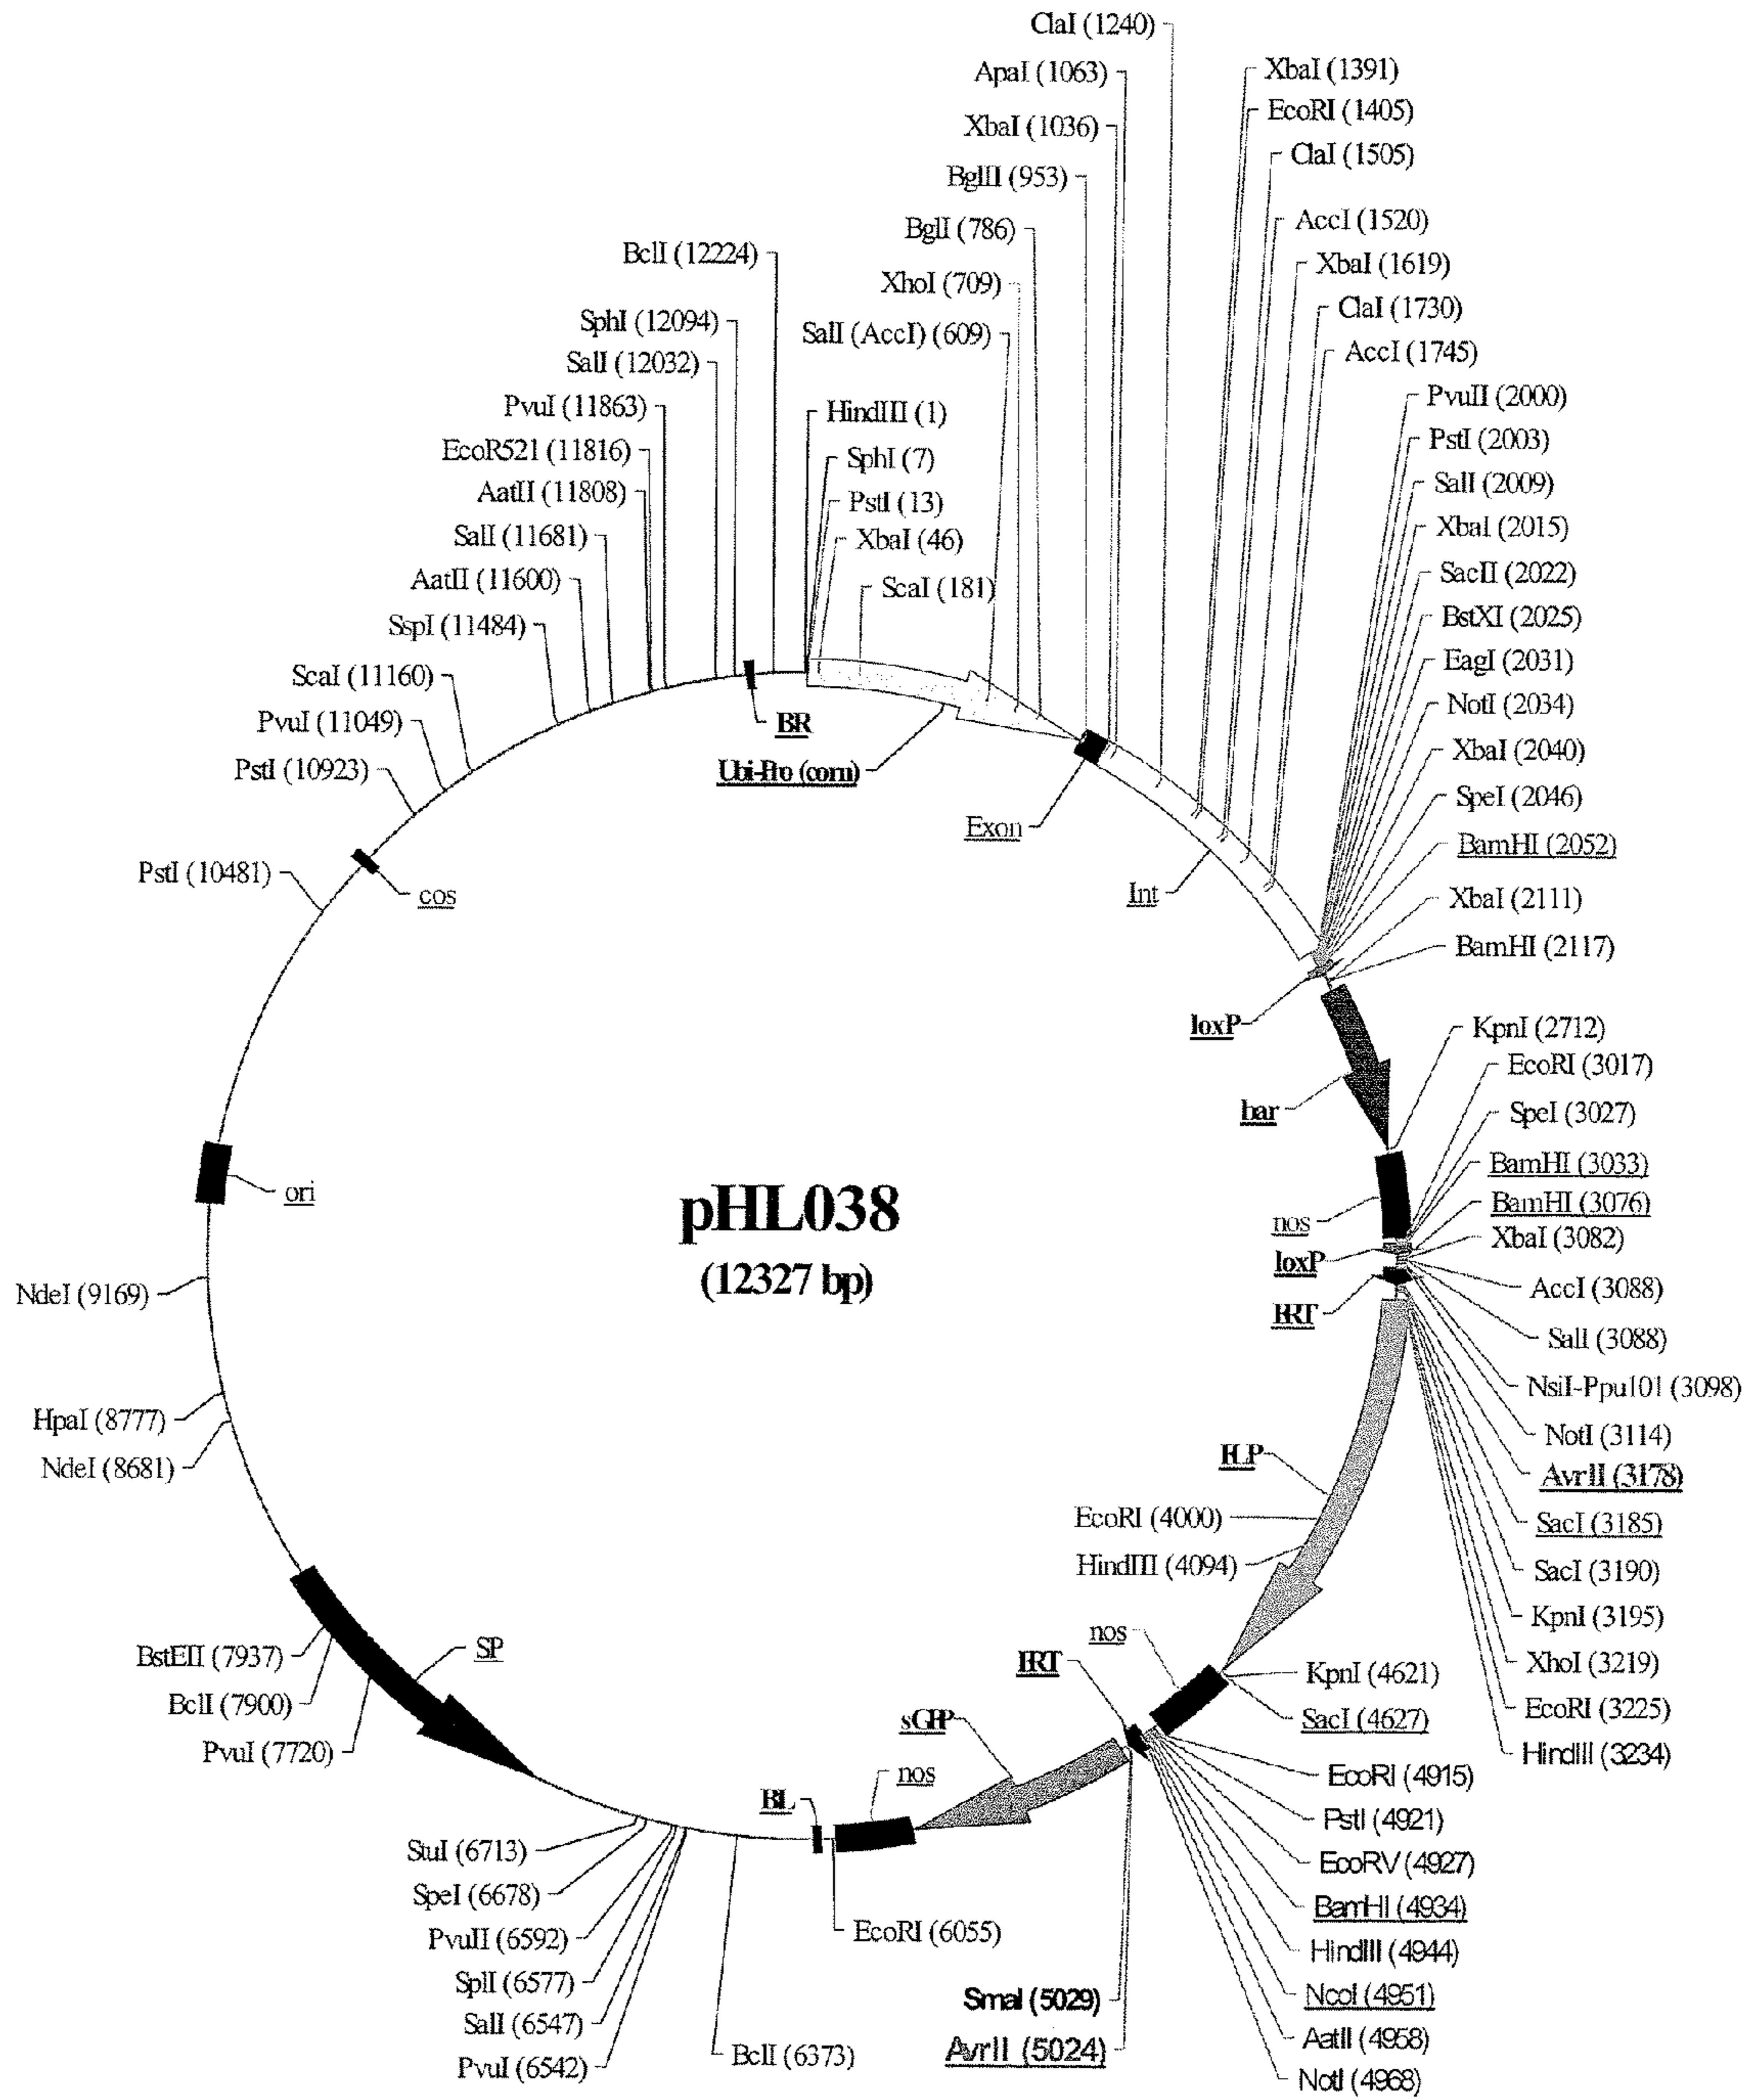 ClaI (1240)
ApaI (1063)
XbaI (1036)
BglII (953)
BglI (786)
XhoI (709)
SalI (AccI) (609)
XbaI (1391)
EcoRI (1405)
ClaI (1505)
AccI (1520)
XbaI (1619)
ClaI (1730)
AccI (1745)
PvuII (2000)
PstI (2003)
SalI (2009)
XbaI (2015)
SacII (2022)
BstXI (2025)
EagI (2031)
NotI (2034)
XbaI (2040)
SpeI (2046)
BamHI (2052)
XbaI (2111)
BamHI (2117)
BclI (12224)
SphI (12094)
SalI (12032)
PvuI (11863)
EcoR52I (11816)
AatII (11808)
SalI (11681)
AatII (11600)
SspI (11484)
ScaI (11160)
PvuI (11049)
PstI (10923)
PstI (10481)
HindIII (1)
SphI (7)
PstI (13)
XbaI (46)
ScaI (181)
BR
Ubi-Pro (corn)
Exon
Int
cos
loxP
bar
nos
loxP
FRT
KpnI (2712)
EcoRI (3017)
SpeI (3027)
BamHI (3033)
BamHI (3076)
XbaI (3082)
AccI (3088)
SalI (3088)
NsiI-Ppu10I (3098)
NotI (3114)
AvrII (3178)
SacI (3185)
SacI (3190)
KpnI (3195)
XhoI (3219)
EcoRI (3225)
HindIII (3234)
ori
pHL038
(12327 bp)
NdeI (9169)
HpaI (8777)
NdeI (8681)
FLP
EcoRI (4000)
HindIII (4094)
nos
FRT
sGFP
nos
BL
SP
BstEII (7937)
BclI (7900)
PvuI (7720)
KpnI (4621)
SacI (4627)
EcoRI (4915)
PstI (4921)
EcoRV (4927)
BamHI (4934)
HindIII (4944)
NcoI (4951)
AatII (4958)
NotI (4968)
StuI (6713)
SpeI (6678)
PvuII (6592)
SplI (6577)
SalI (6547)
PvuI (6542)
BclI (6373)
EcoRI (6055)
SmaI (5029)
AvrII (5024)